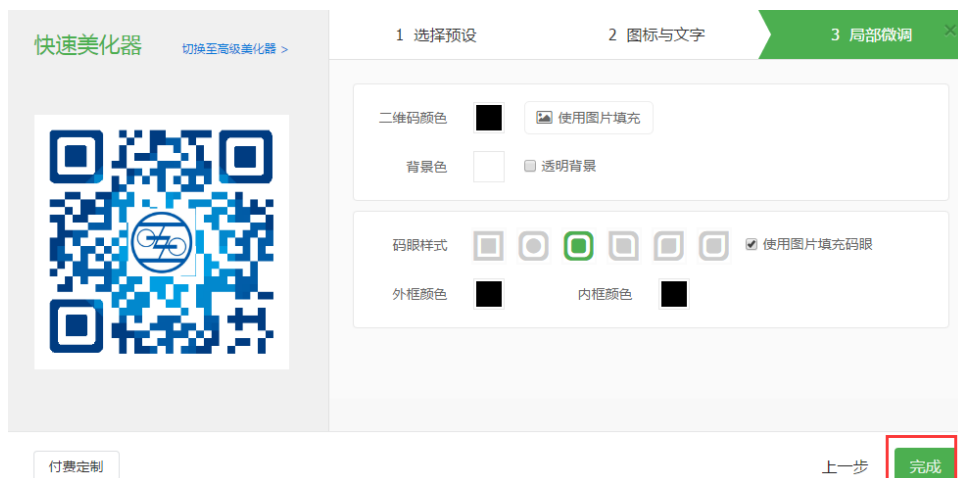 快速美化器 切换至高级美化器 >
1 选择预设 2 图标与文字 3 局部微调 ×
二维码颜色 使用图片填充
背景色 透明背景
码眼样式 使用图片填充码眼
外框颜色 内框颜色
付费定制 上一步 完成